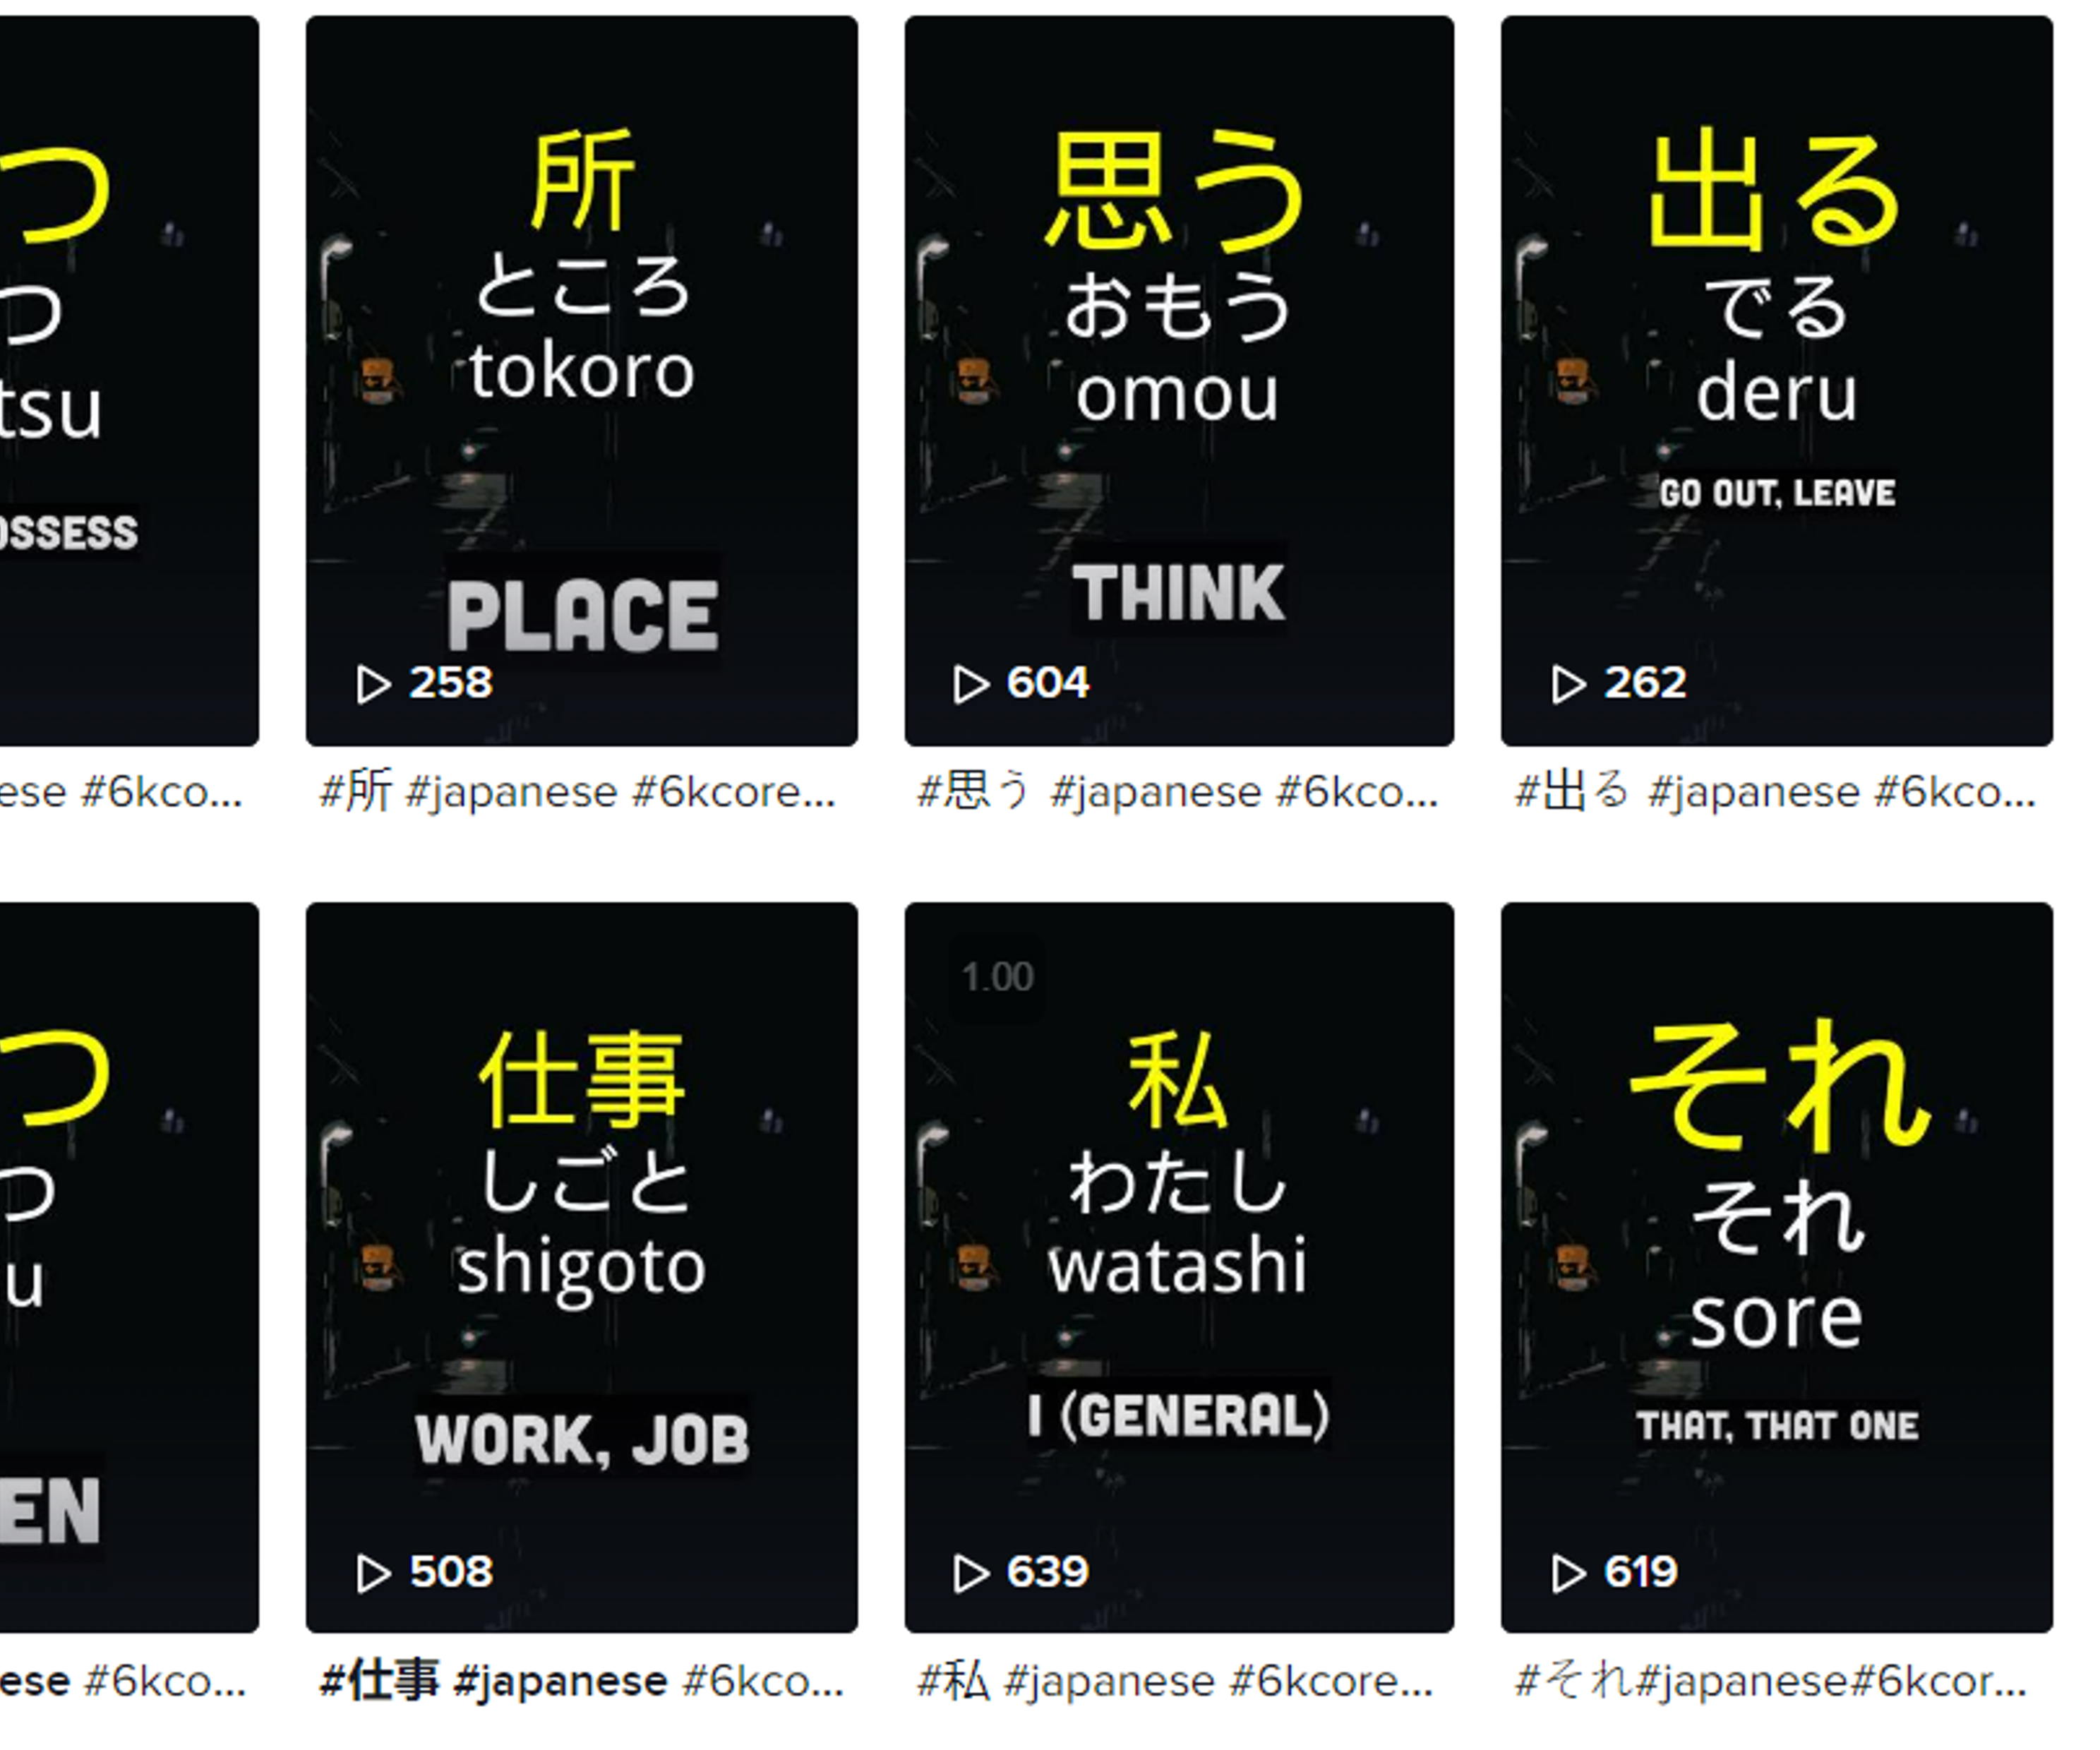 つ
つ
tsu
OSSESS
ese #6kco...
所
ところ
tokoro
PLACE
258
#所 #japanese #6kcore...
思う
おもう
omou
THINK
604
#思う #japanese #6kco...
出る
でる
deru
GO OUT, LEAVE
262
#出る #japanese #6kco...
つ
つ
u
EN
ese #6kco...
仕事
しごと
shigoto
WORK, JOB
508
#仕事 #japanese #6kco...
1.00
私
わたし
watashi
I (GENERAL)
639
#私 #japanese #6kcore...
それ
それ
sore
THAT, THAT ONE
619
#それ#japanese#6kcor...